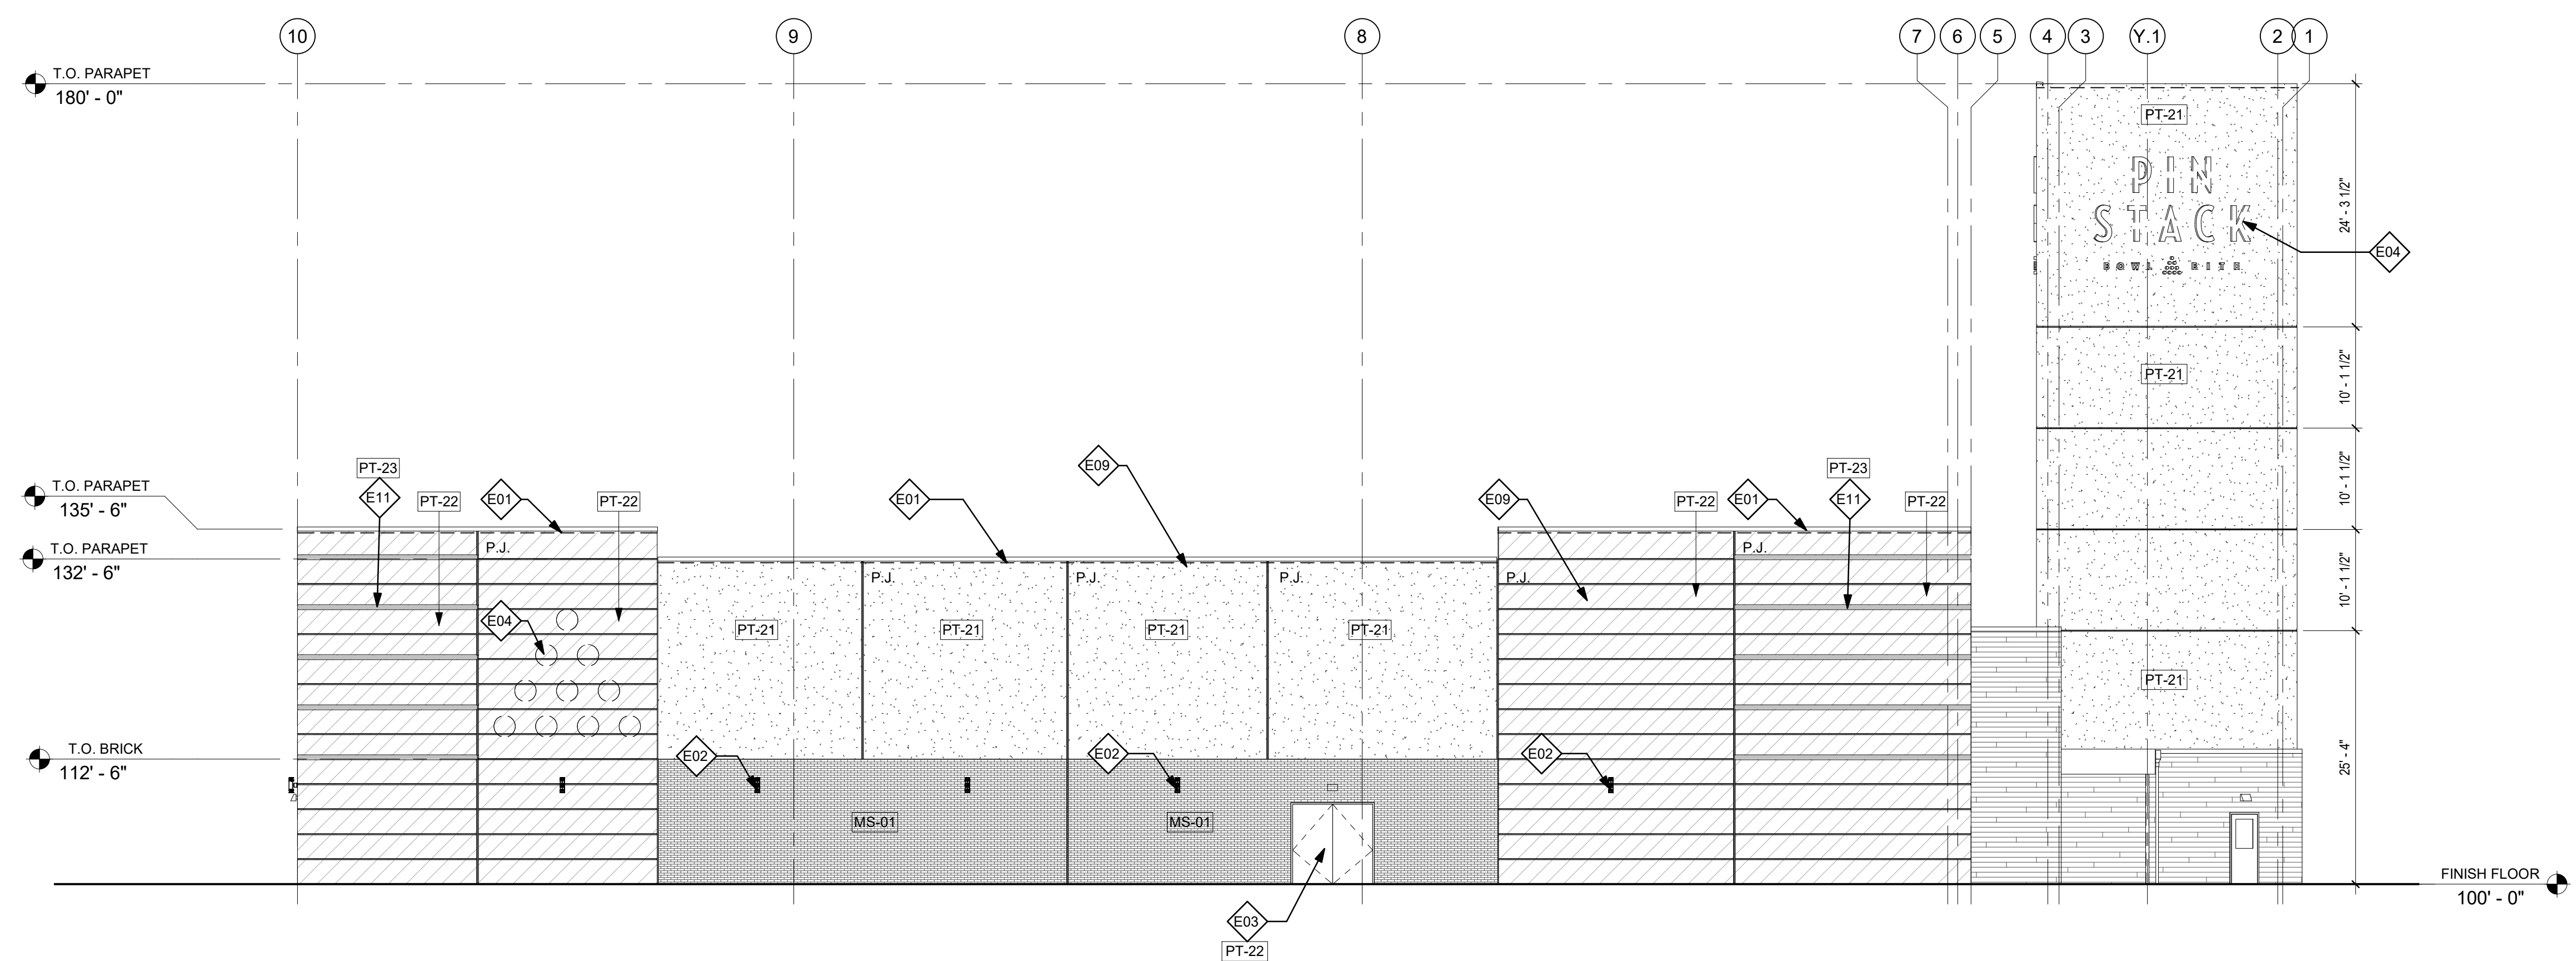 10
9
8
7
6
5
4
3
Y.1
2
1
T.O. PARAPET
180' - 0"
PT-21
PIN
STACK
BOWL BITE
24' - 3 1/2"
E04
PT-21
10' - 1 1/2"
10' - 1 1/2"
10' - 1 1/2"
T.O. PARAPET
135' - 6"
PT-23
E11
PT-22
E01
PT-22
E01
E09
E09
PT-22
E01
PT-23
E11
PT-22
T.O. PARAPET
132' - 6"
P.J.
P.J.
P.J.
P.J.
P.J.
P.J.
E04
PT-21
PT-21
PT-21
PT-21
PT-21
25' - 4"
T.O. BRICK
112' - 6"
E02
E02
E02
MS-01
MS-01
E03
PT-22
FINISH FLOOR
100' - 0"